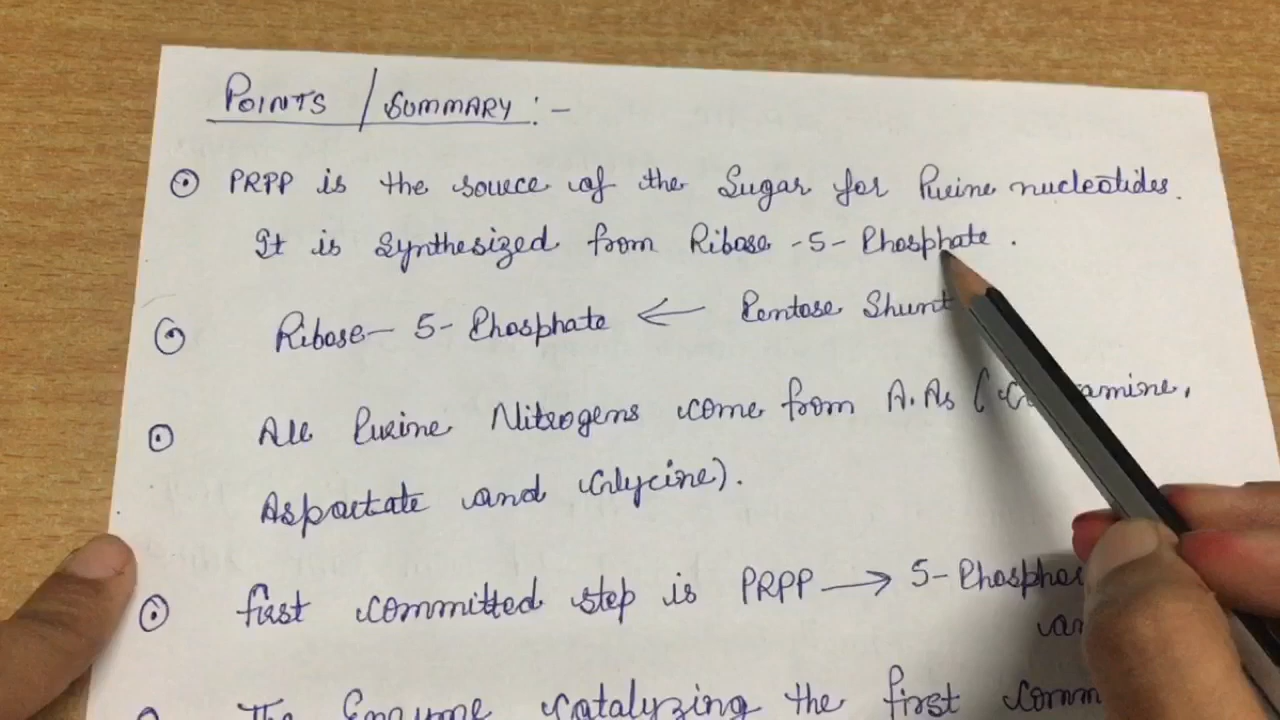 POINTS / SUMMARY :-
PRPP is the source of the Sugar for Purine nucleotides.
It is Synthesized from Ribose -5- Phosphate .
Ribose- 5- Phosphate ← Pentose Shunt
All Purine Nitrogens come from A.As (
Aspartate and Glycine).
first committed step is PRPP → 5-
The Enzyme catalyzing the first